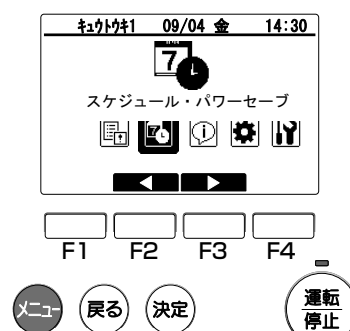 ｷｭｳﾄｳｷ1 09/04 金 14:30
7
スケジュール・パワーセーブ
7
F1 F2 F3 F4
メニュー 戻る 決定 運転
停止